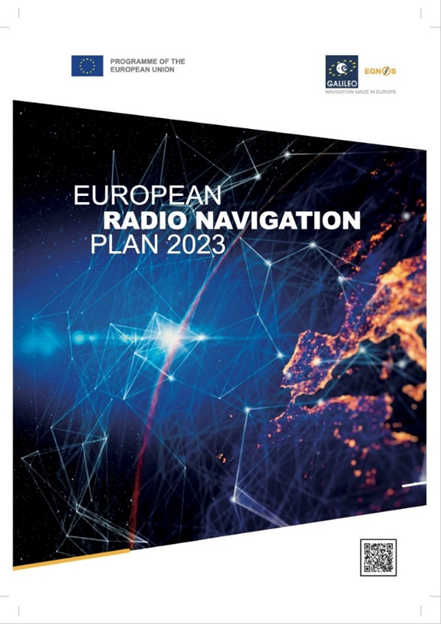 PROGRAMME OF THE
EUROPEAN UNION
GALILEO
EGNOS
NAVIGATION MADE IN EUROPE
EUROPEAN
RADIO NAVIGATION
PLAN 2023